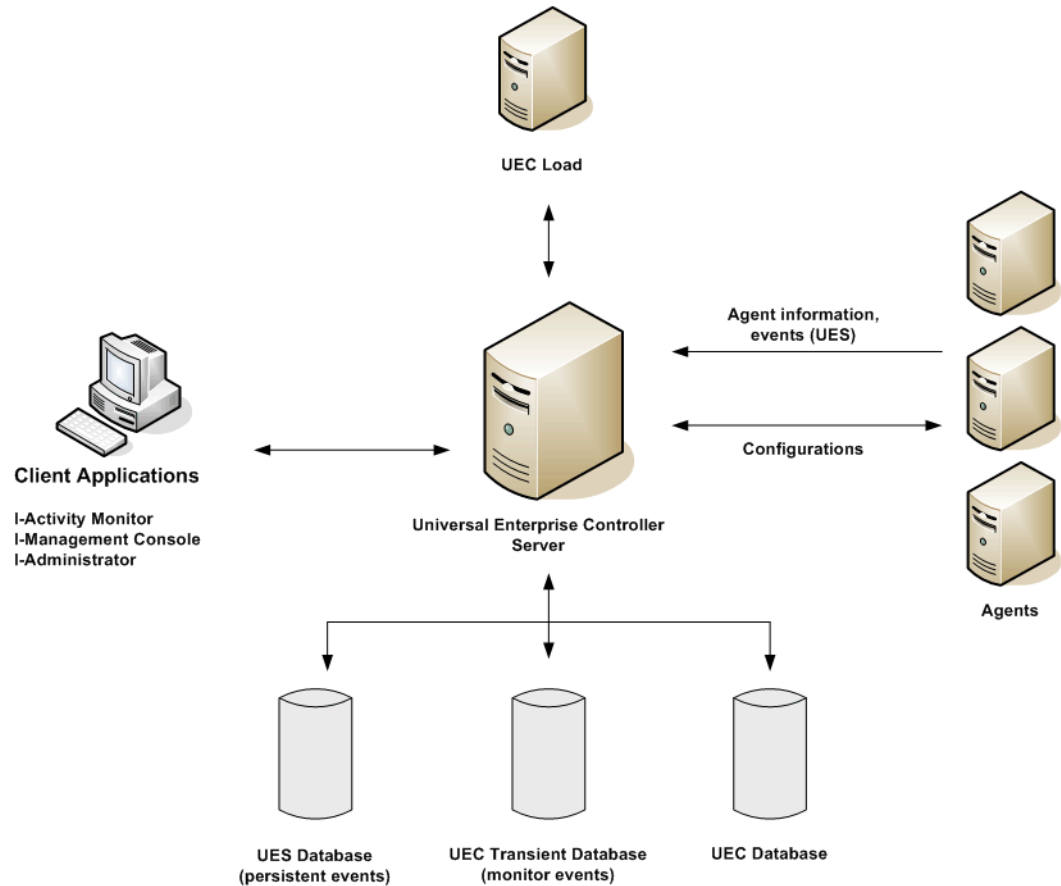 UEC Load
Agent information,
events (UES)
Configurations
Client Applications
I-Activity Monitor
I-Management Console
I-Administrator
Universal Enterprise Controller
Server
Agents
UES Database
(persistent events)
UEC Transient Database
(monitor events)
UEC Database